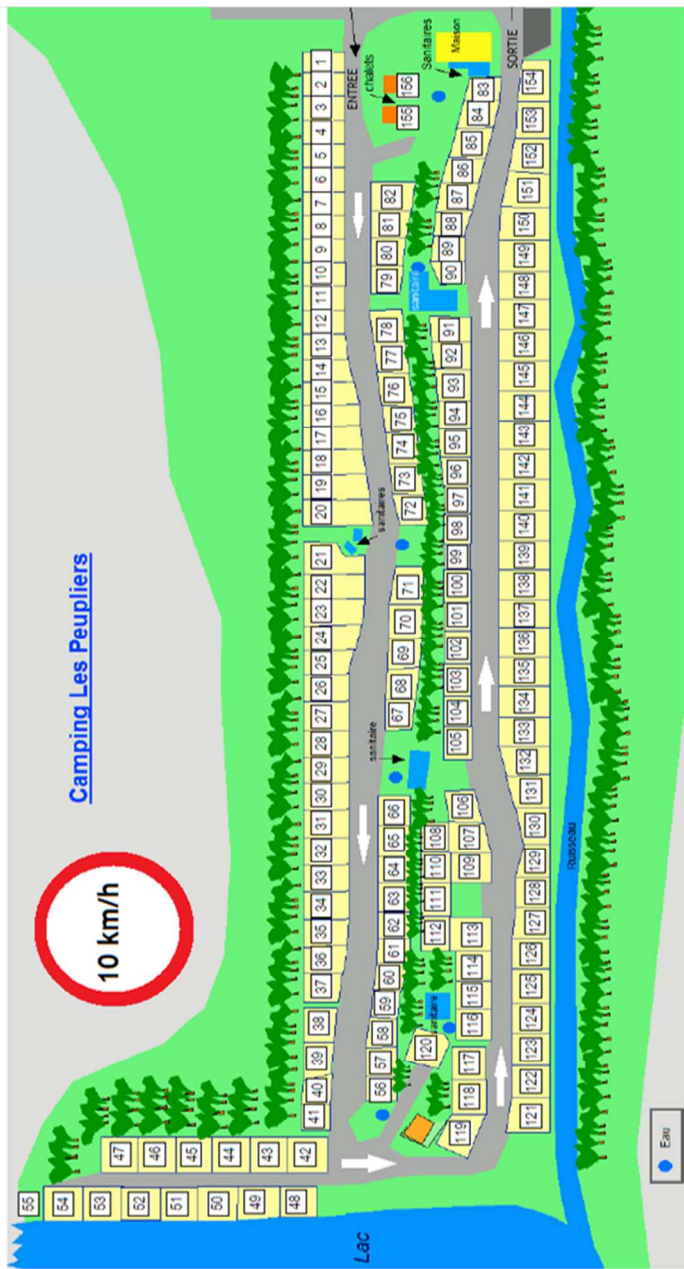 Camping Les Peupliers
10 km/h
55
54
53
52
51
50
49
48
47
46
45
44
43
42
41 40 39 38 37 36 35 34 33 32 31 30 29 28 27 26 25 24 23 22 21 20 19 18 17 16 15 14 13 12 11 10 9 8 7 6 5 4 3 2 1
ENTREE
chalets
155 156
Sanitaires
Maison
SORTIE
sanitaires
sanitaire
sanitaire
sanitaire
56 57 58 59 60 61 62 63 64 65 66 67 68 69 70 71 72 73 74 75 76 77 78 79 80 81 82
120
112 111 110 108
119 118 117 116 115 114 113 109 107 106 105 104 103 102 101 100 99 98 97 96 95 94 93 92 91 90 89 88 87 86 85 84 83
121 122 123 124 125 126 127 128 129 130 131 132 133 134 135 136 137 138 139 140 141 142 143 144 145 146 147 148 149 150 151 152 153 154
Lac
Ruisseau
Eau